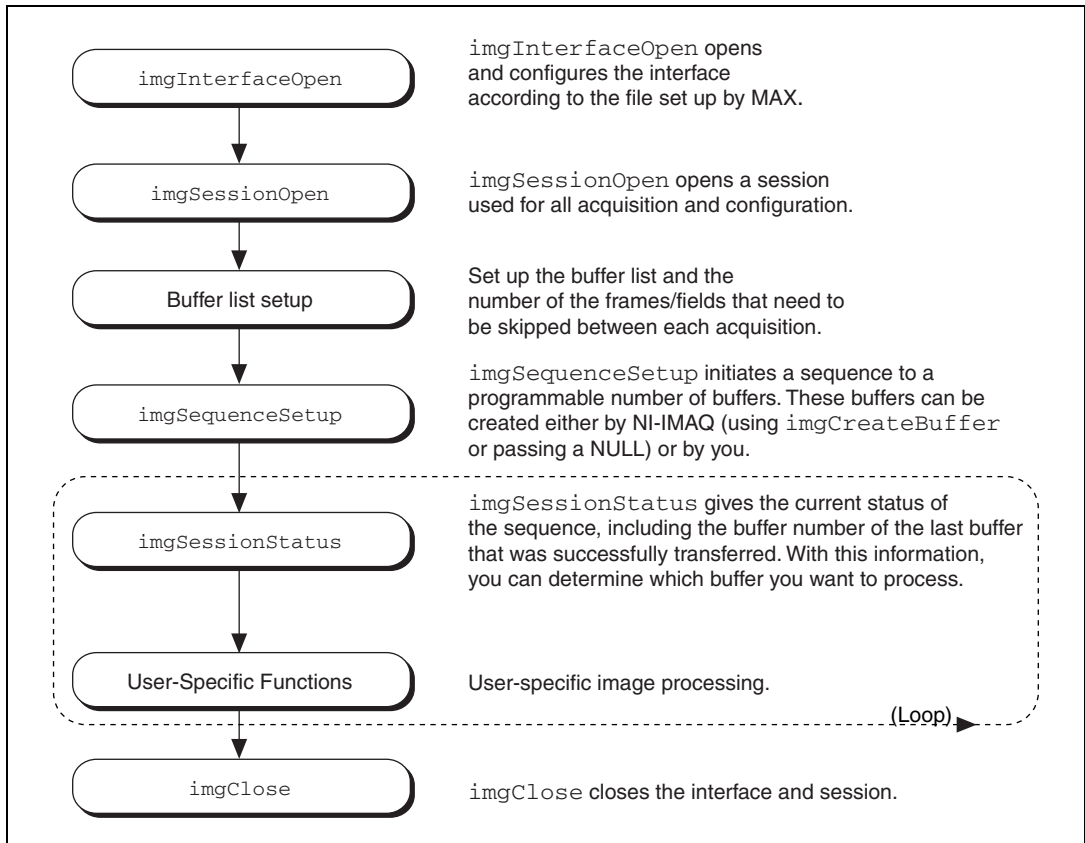 imgInterfaceOpen
imgInterfaceOpen opens
and configures the interface
according to the file set up by MAX.
imgSessionOpen
imgSessionOpen opens a session
used for all acquisition and configuration.
Buffer list setup
Set up the buffer list and the
number of the frames/fields that need to
be skipped between each acquisition.
imgSequenceSetup
imgSequenceSetup initiates a sequence to a
programmable number of buffers. These buffers can be
created either by NI-IMAQ (using imgCreateBuffer
or passing a NULL) or by you.
imgSessionStatus
imgSessionStatus gives the current status of
the sequence, including the buffer number of the last buffer
that was successfully transferred. With this information,
you can determine which buffer you want to process.
User-Specific Functions
User-specific image processing.
(Loop)
imgClose
imgClose closes the interface and session.